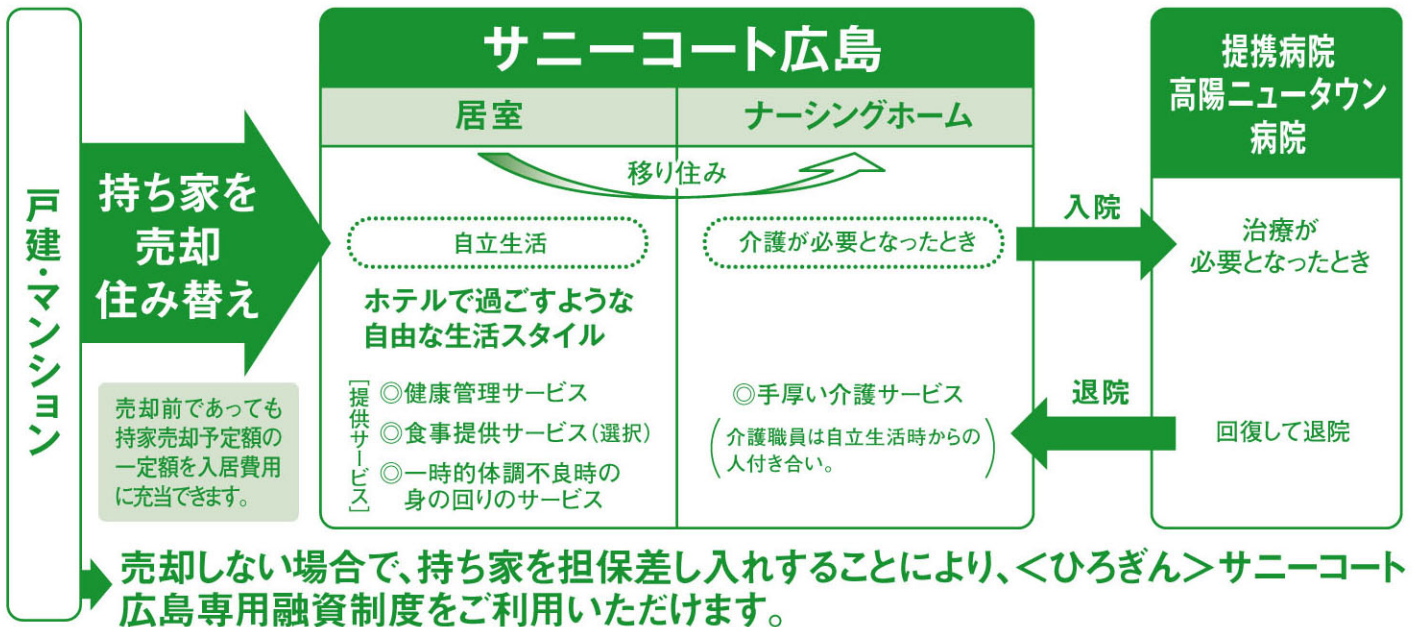 戸建・マンション
持ち家を
売却
住み替え
売却前であっても
持家売却予定額の
一定額を入居費用
に充当できます。
サニーコート広島
居室
ナーシングホーム
移り住み
自立生活
介護が必要となったとき
ホテルで過ごすような
自由な生活スタイル
[提供サービス]
◎健康管理サービス
◎食事提供サービス(選択)
◎一時的体調不良時の
身の回りのサービス
◎手厚い介護サービス
(介護職員は自立生活時からの
人付き合い。)
入院
退院
提携病院
高陽ニュータウン
病院
治療が
必要となったとき
回復して退院
売却しない場合で、持ち家を担保差し入れすることにより、<ひろぎん>サニーコート
広島専用融資制度をご利用いただけます。